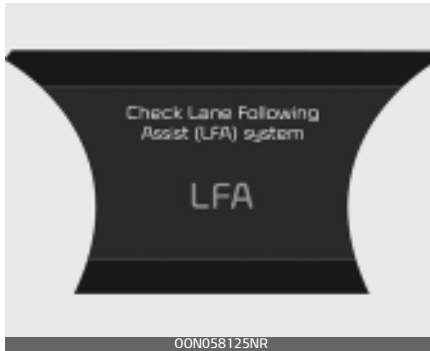 Check Lane Following
Assist (LFA) system
LFA
OON058125NR